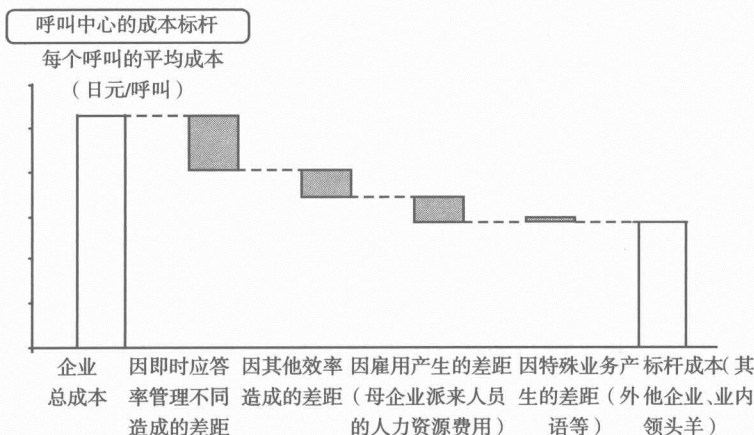 呼叫中心的成本标杆
每个呼叫的平均成本
（日元/呼叫）
企业
总成本
因即时应答
率管理不同
造成的差距
因其他效率
造成的差距
因雇用产生的差距
（母企业派来人员
的人力资源费用）
因特殊业务产
生的差距（外
语等）
标杆成本（其
他企业、业内
领头羊）